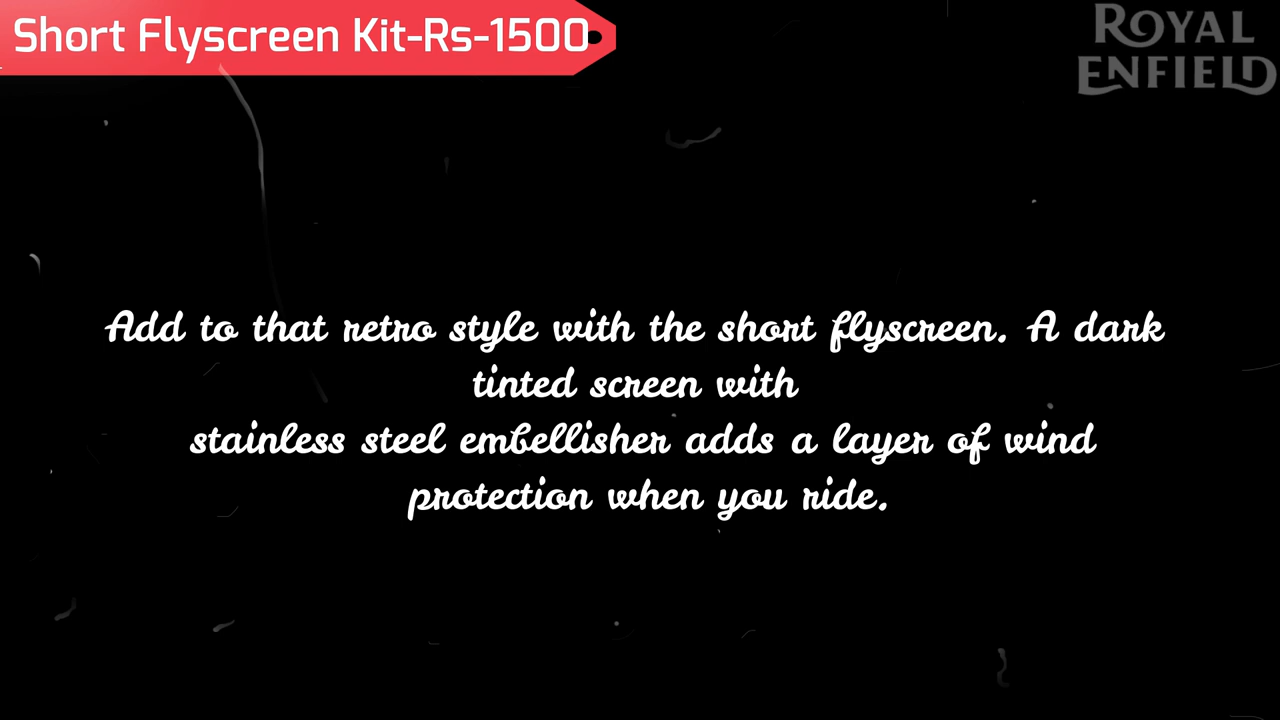 Short Flyscreen Kit-Rs-1500
ROYAL
ENFIELD
Add to that retro style with the short flyscreen. A dark
tinted screen with
stainless steel embellisher adds a layer of wind
protection when you ride.